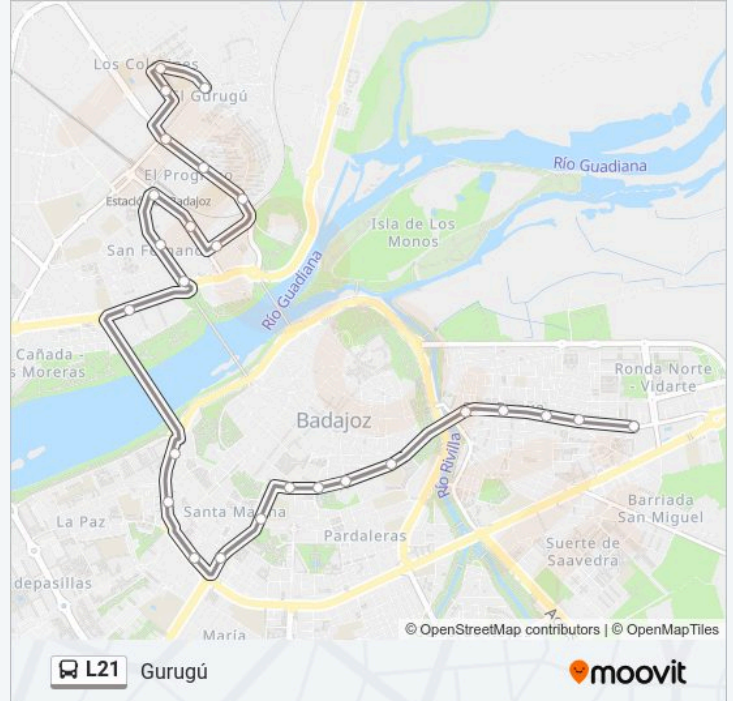 Los Colorines
El Gurugú
Río Guadiana
El Progreso
Estación de Badajoz
Isla de Los
Monos
San Fernando
Río Guadiana
Cañada -
s Moreras
Ronda Norte
- Vidarte
Badajoz
Río Rivilla
Barriada
San Miguel
Santa Marina
La Paz
Pardaleras
Suerte de
Saavedra
depasillas
María
© OpenStreetMap contributors | © OpenMapTiles
L21 Gurugú
moovit